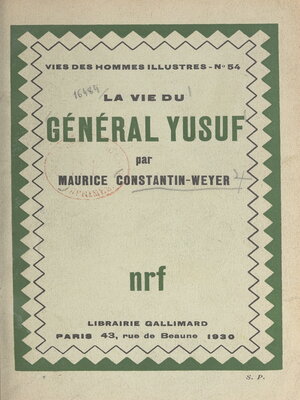 VIES DES HOMMES ILLUSTRES - N° 54
16484
LA VIE DU
GÉNÉRAL YUSUF
par
MAURICE CONSTANTIN-WEYER
nrf
LIBRAIRIE GALLIMARD
PARIS 43, rue de Beaune 1930
S. P.